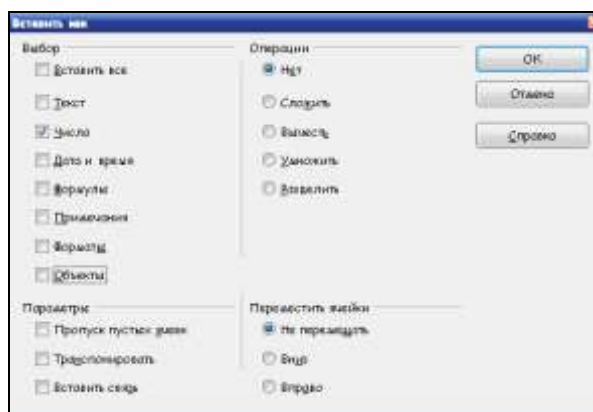 Вставить как
Выбор
Вставить все
Текст
Число
Дата и время
Формулы
Примечания
Форматы
Объекты
Операции
Нет
Сложить
Вычесть
Умножить
Разделить
ОК
Отмена
Справка
Параметры
Пропуск пустых ячеек
Транспонировать
Вставить связь
Переместить ячейки
Не перемещать
Вниз
Вправо